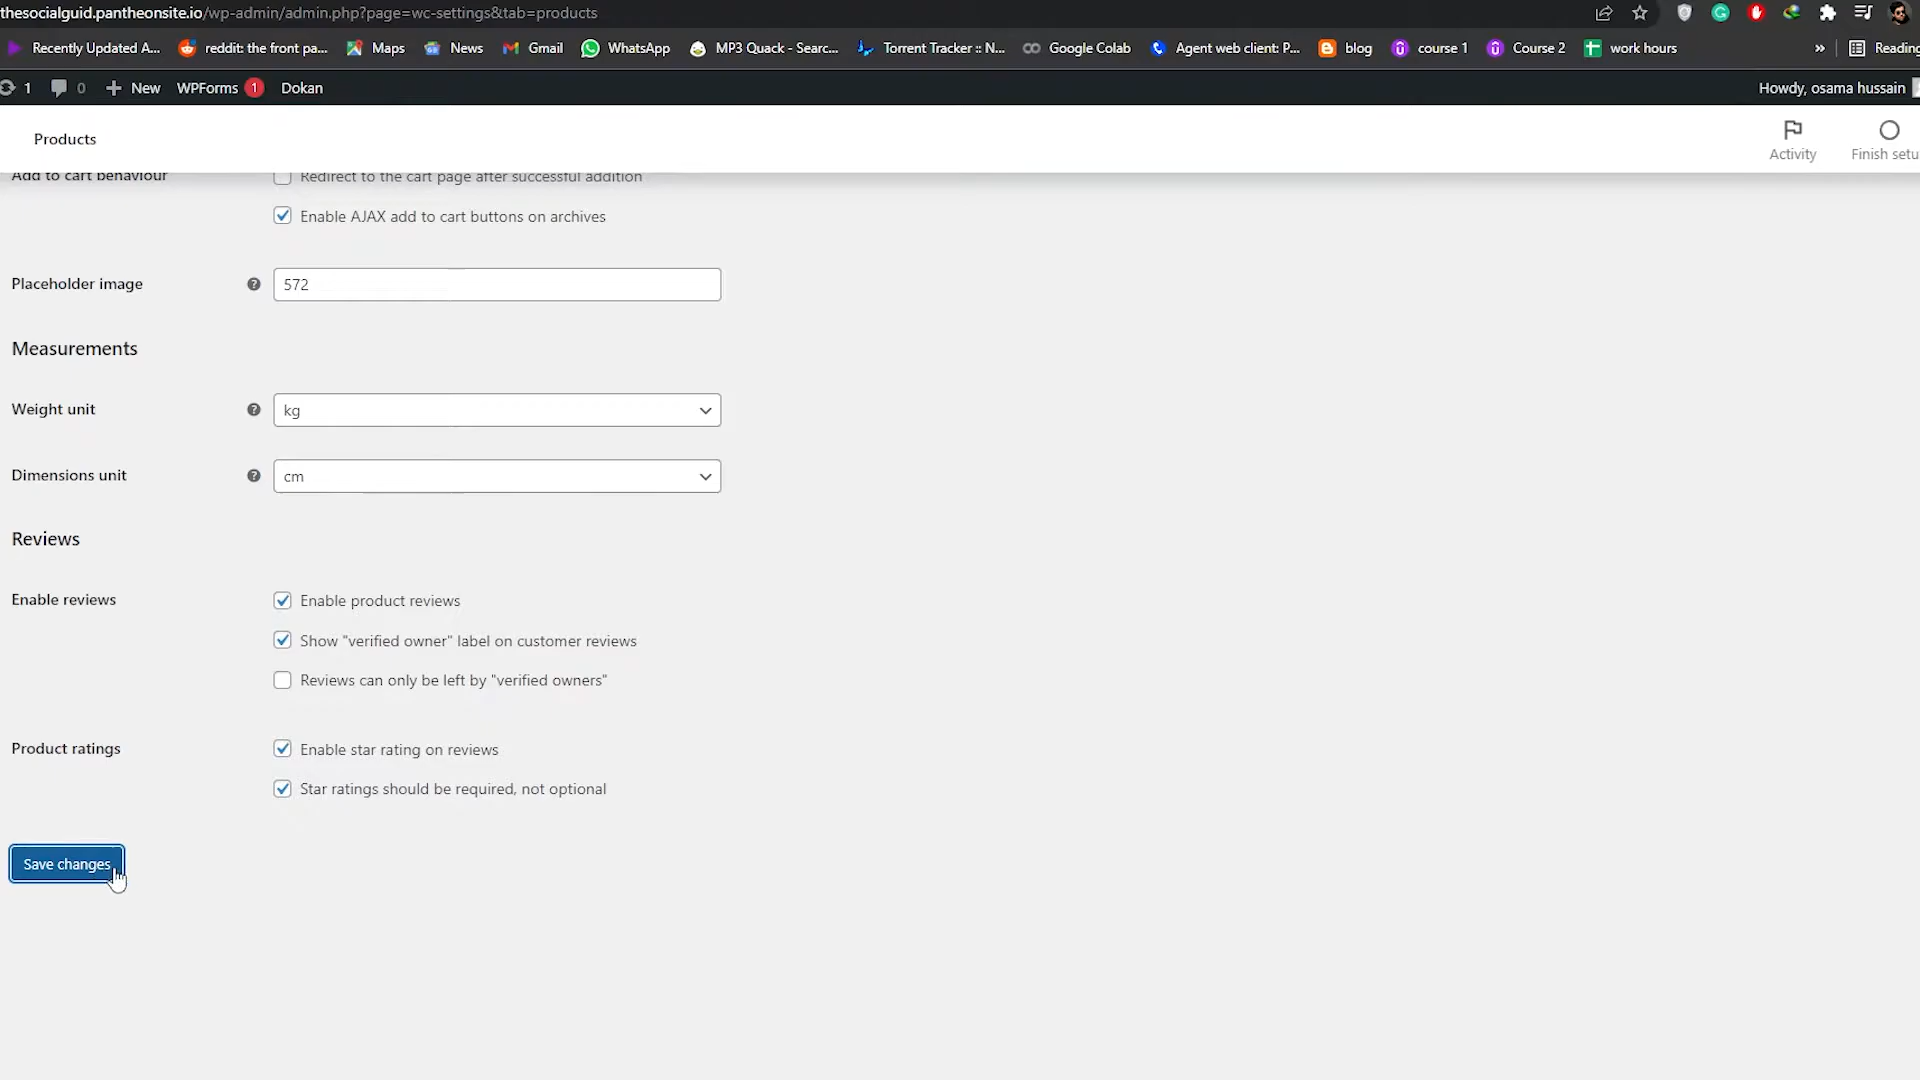 thesocialguid.pantheonsite.io/wp-admin/admin.php?page=wc-settings&tab=products
Recently Updated A... reddit: the front pa... Maps News Gmail WhatsApp MP3 Quack - Searc... Torrent Tracker :: N... Google Colab Agent web client: P... blog course 1 Course 2 work hours » Reading
1 0 New WPForms 1 Dokan Howdy, osama hussain
Products Activity Finish setu
Add to cart behaviour Redirect to the cart page after successful addition
Enable AJAX add to cart buttons on archives
Placeholder image 572
Measurements
Weight unit kg
Dimensions unit cm
Reviews
Enable reviews Enable product reviews
Show "verified owner" label on customer reviews
Reviews can only be left by "verified owners"
Product ratings Enable star rating on reviews
Star ratings should be required, not optional
Save changes